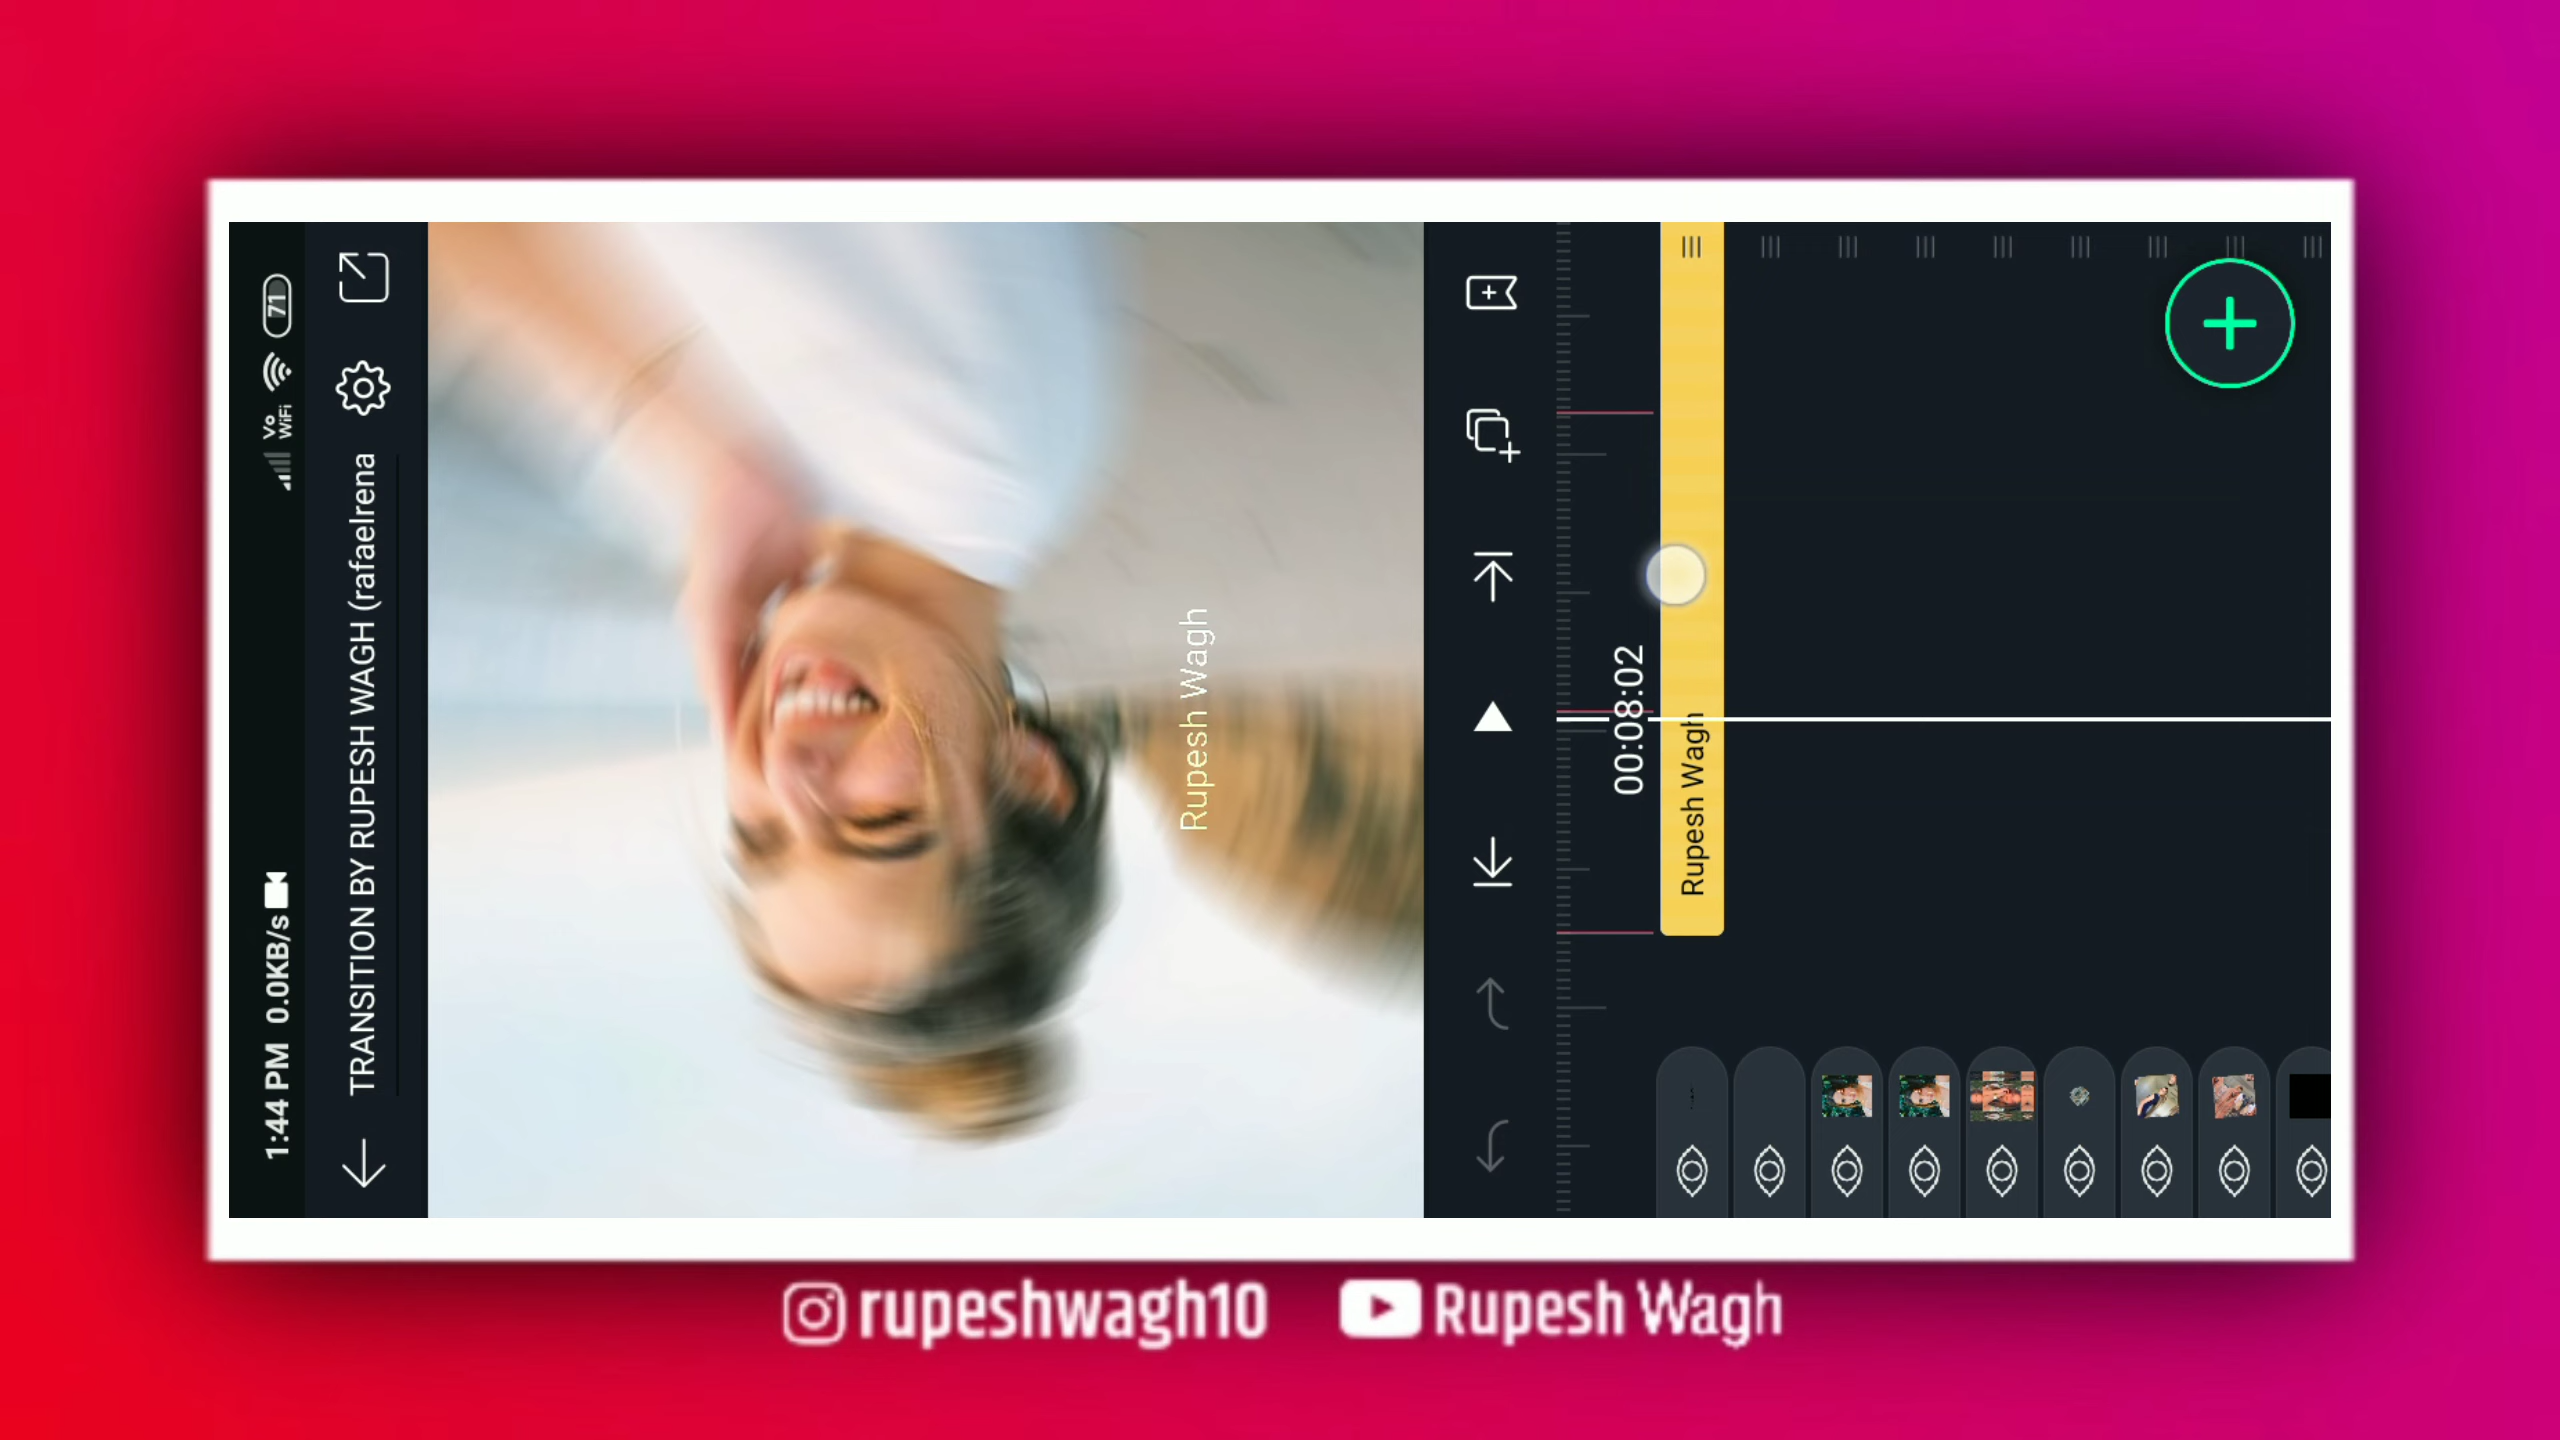 1:44 PM 0.0KB/s
Vo WiFi
71
TRANSITION BY RUPESH WAGH (rafaelrena
Rupesh Wagh
00:08:02
Rupesh Wagh
rupeshwagh10
Rupesh Wagh